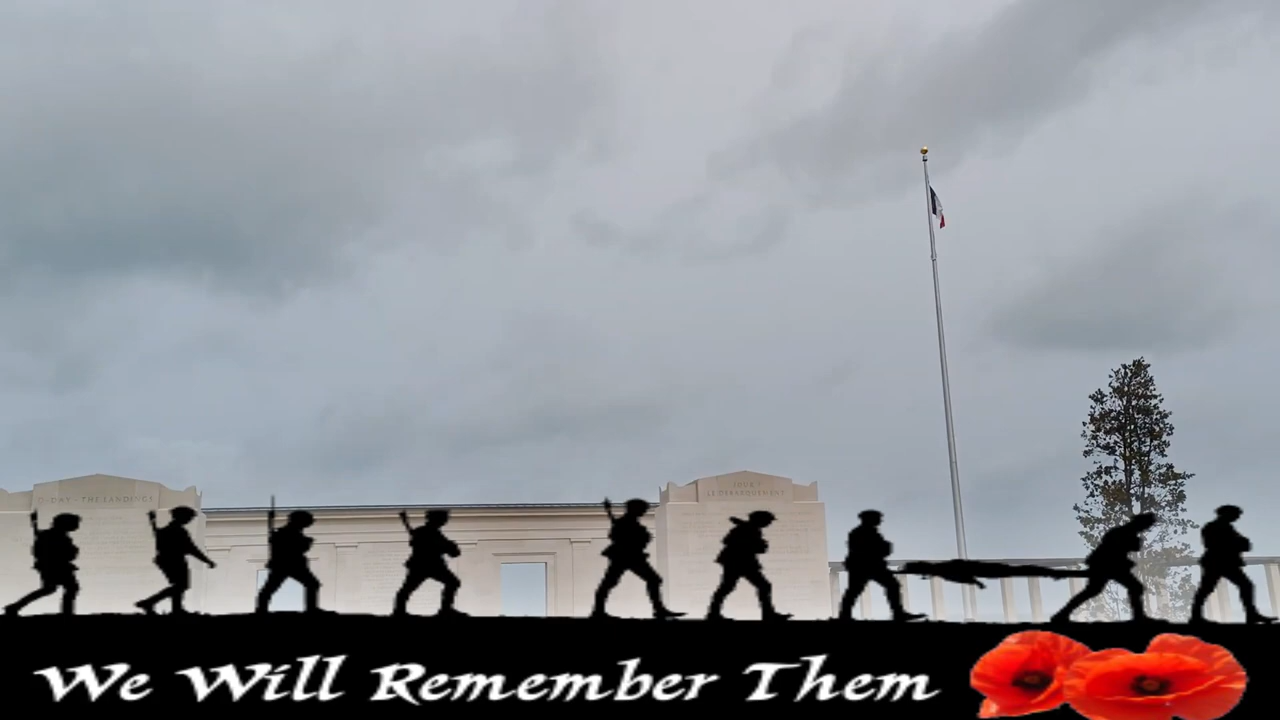 D-DAY - THE LANDINGS
JOUR J
LE DÉBARQUEMENT
We Will Remember Them